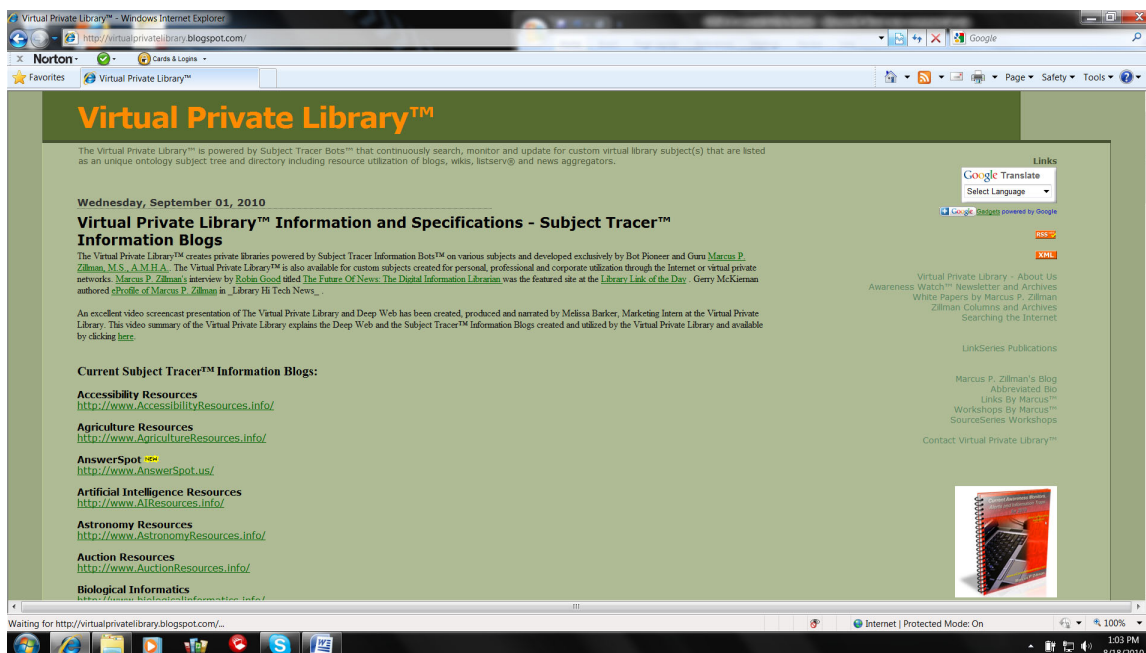 Virtual Private Library™ - Windows Internet Explorer
http://virtualprivatelibrary.blogspot.com/
Google
x Norton
Cards & Logins
Favorites
Virtual Private Library™
Page
Safety
Tools
Virtual Private Library™
The Virtual Private Library™ is powered by Subject Tracer Bots™ that continuously search, monitor and update for custom virtual library subject(s) that are listed
as an unique ontology subject tree and directory including resource utilization of blogs, wikis, listserv® and news aggregators.
Wednesday, September 01, 2010
Virtual Private Library™ Information and Specifications - Subject Tracer™
Information Blogs
The Virtual Private Library™ creates private libraries powered by Subject Tracer Information Bots™ on various subjects and developed exclusively by Bot Pioneer and Guru Marcus P.
Zillman, M.S., A.M.H.A.. The Virtual Private Library™ is also available for custom subjects created for personal, professional and corporate utilization through the Internet or virtual private
networks. Marcus P. Zillman's interview by Robin Good titled The Future Of News: The Digital Information Librarian was the featured site at the Library Link of the Day . Gerry McKiernan
authored eProfile of Marcus P. Zillman in _Library Hi Tech News_ .
An excellent video screencast presentation of The Virtual Private Library and Deep Web has been created, produced and narrated by Melissa Barker, Marketing Intern at the Virtual Private
Library. This video summary of the Virtual Private Library explains the Deep Web and the Subject Tracer™ Information Blogs created and utilized by the Virtual Private Library and available
by clicking here.
Current Subject Tracer™ Information Blogs:
Accessibility Resources
http://www.AccessibilityResources.info/
Agriculture Resources
http://www.AgricultureResources.info/
AnswerSpot NEW
http://www.AnswerSpot.us/
Artificial Intelligence Resources
http://www.AIResources.info/
Astronomy Resources
http://www.AstronomyResources.info/
Auction Resources
http://www.AuctionResources.info/
Biological Informatics
http://www.biologicalinformatics.info/
Links
Google Translate
Select Language
Google Gadgets powered by Google
RSS
XML
Virtual Private Library - About Us
Awareness Watch™ Newsletter and Archives
White Papers by Marcus P. Zillman
Zillman Columns and Archives
Searching the Internet
LinkSeries Publications
Marcus P. Zillman's Blog
Abbreviated Bio
Links By Marcus™
Workshops By Marcus™
SourceSeries Workshops
Contact Virtual Private Library™
Waiting for http://virtualprivatelibrary.blogspot.com/...
Internet | Protected Mode: On
100%
1:03 PM